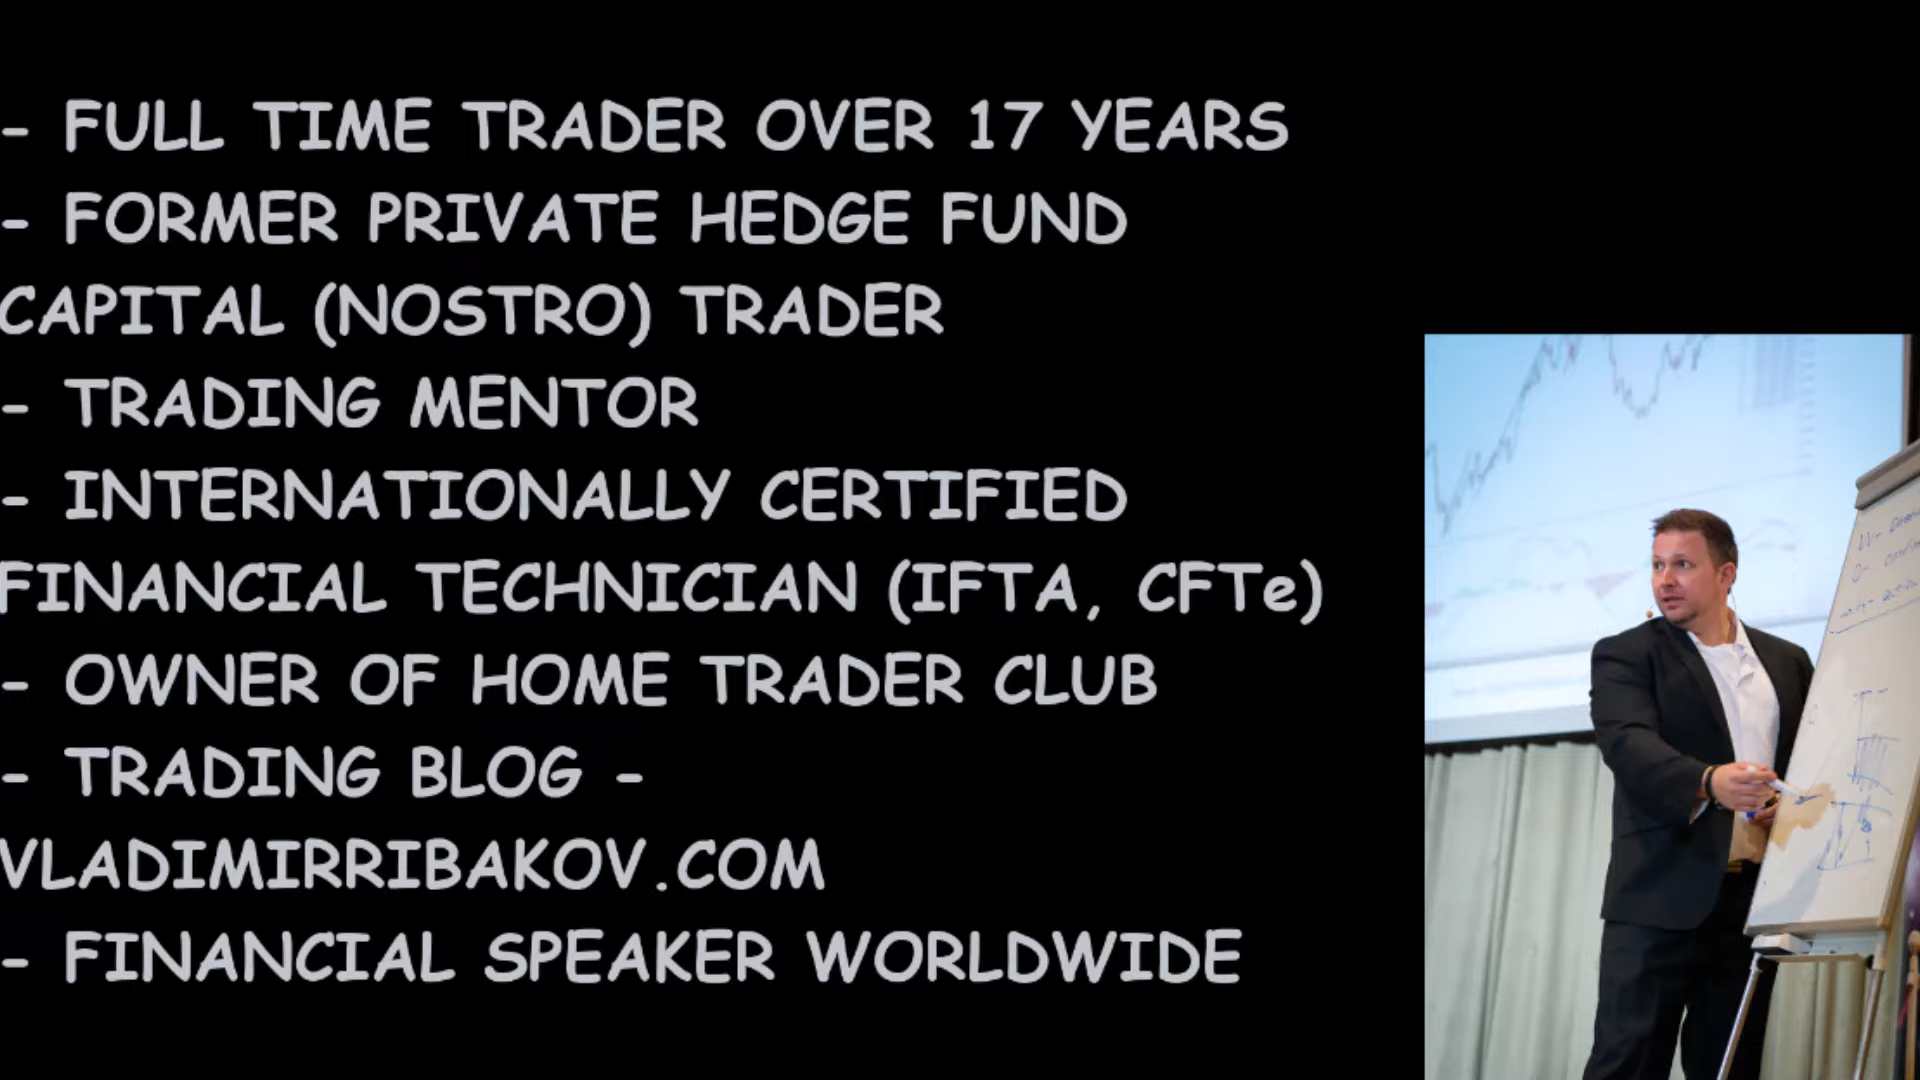 - FULL TIME TRADER OVER 17 YEARS
- FORMER PRIVATE HEDGE FUND
CAPITAL (NOSTRO) TRADER
- TRADING MENTOR
- INTERNATIONALLY CERTIFIED
FINANCIAL TECHNICIAN (IFTA, CFTe)
- OWNER OF HOME TRADER CLUB
- TRADING BLOG -
VLADIMIRRIBAKOV.COM
- FINANCIAL SPEAKER WORLDWIDE